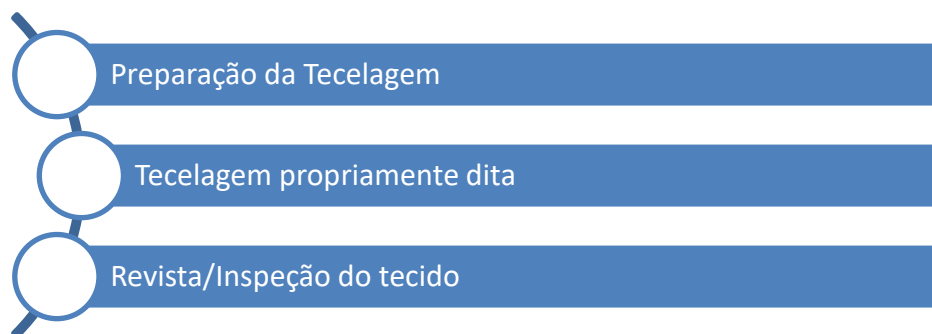 Preparação da Tecelagem
Tecelagem propriamente dita
Revista/Inspeção do tecido